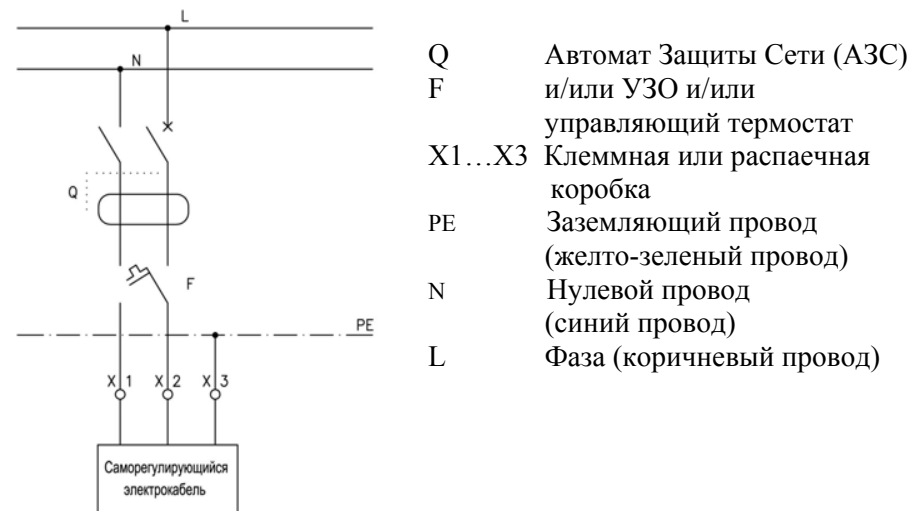 L
N
Q
F
PE
X 1 X 2 X 3
Саморегулирующийся
электрокабель
Q Автомат Защиты Сети (АЗС)
F и/или УЗО и/или
управляющий термостат
X1…X3 Клеммная или распаечная
коробка
PE Заземляющий провод
(желто-зеленый провод)
N Нулевой провод
(синий провод)
L Фаза (коричневый провод)